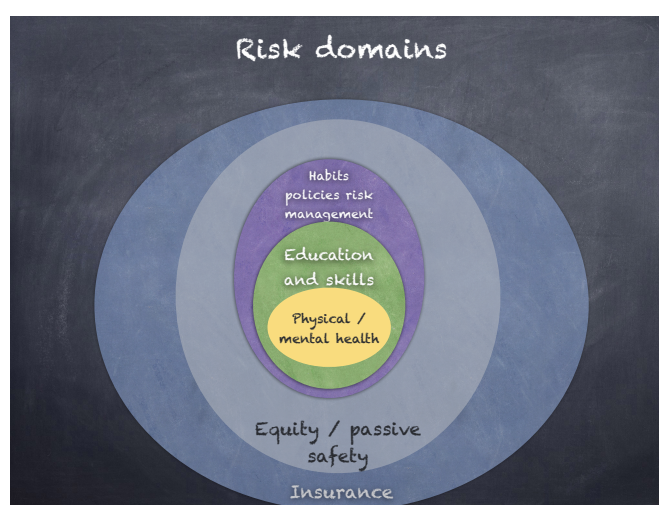 Risk domains
Habits
policies risk
management
Education
and skills
Physical /
mental health
Equity / passive
safety
Insurance